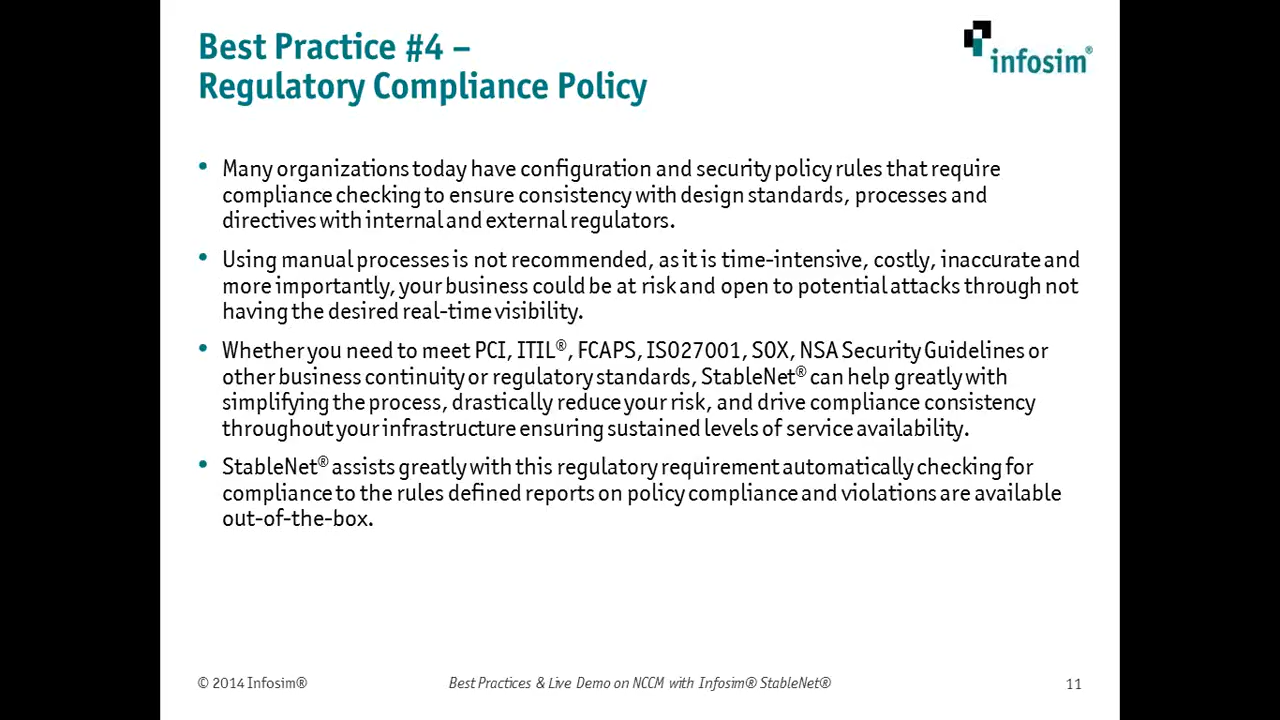 Best Practice #4 –
Regulatory Compliance Policy
infosim®
• Many organizations today have configuration and security policy rules that require
compliance checking to ensure consistency with design standards, processes and
directives with internal and external regulators.
• Using manual processes is not recommended, as it is time-intensive, costly, inaccurate and
more importantly, your business could be at risk and open to potential attacks through not
having the desired real-time visibility.
• Whether you need to meet PCI, ITIL®, FCAPS, ISO27001, SOX, NSA Security Guidelines or
other business continuity or regulatory standards, StableNet® can help greatly with
simplifying the process, drastically reduce your risk, and drive compliance consistency
throughout your infrastructure ensuring sustained levels of service availability.
• StableNet® assists greatly with this regulatory requirement automatically checking for
compliance to the rules defined reports on policy compliance and violations are available
out-of-the-box.
© 2014 Infosim®
Best Practices & Live Demo on NCCM with Infosim® StableNet®
11